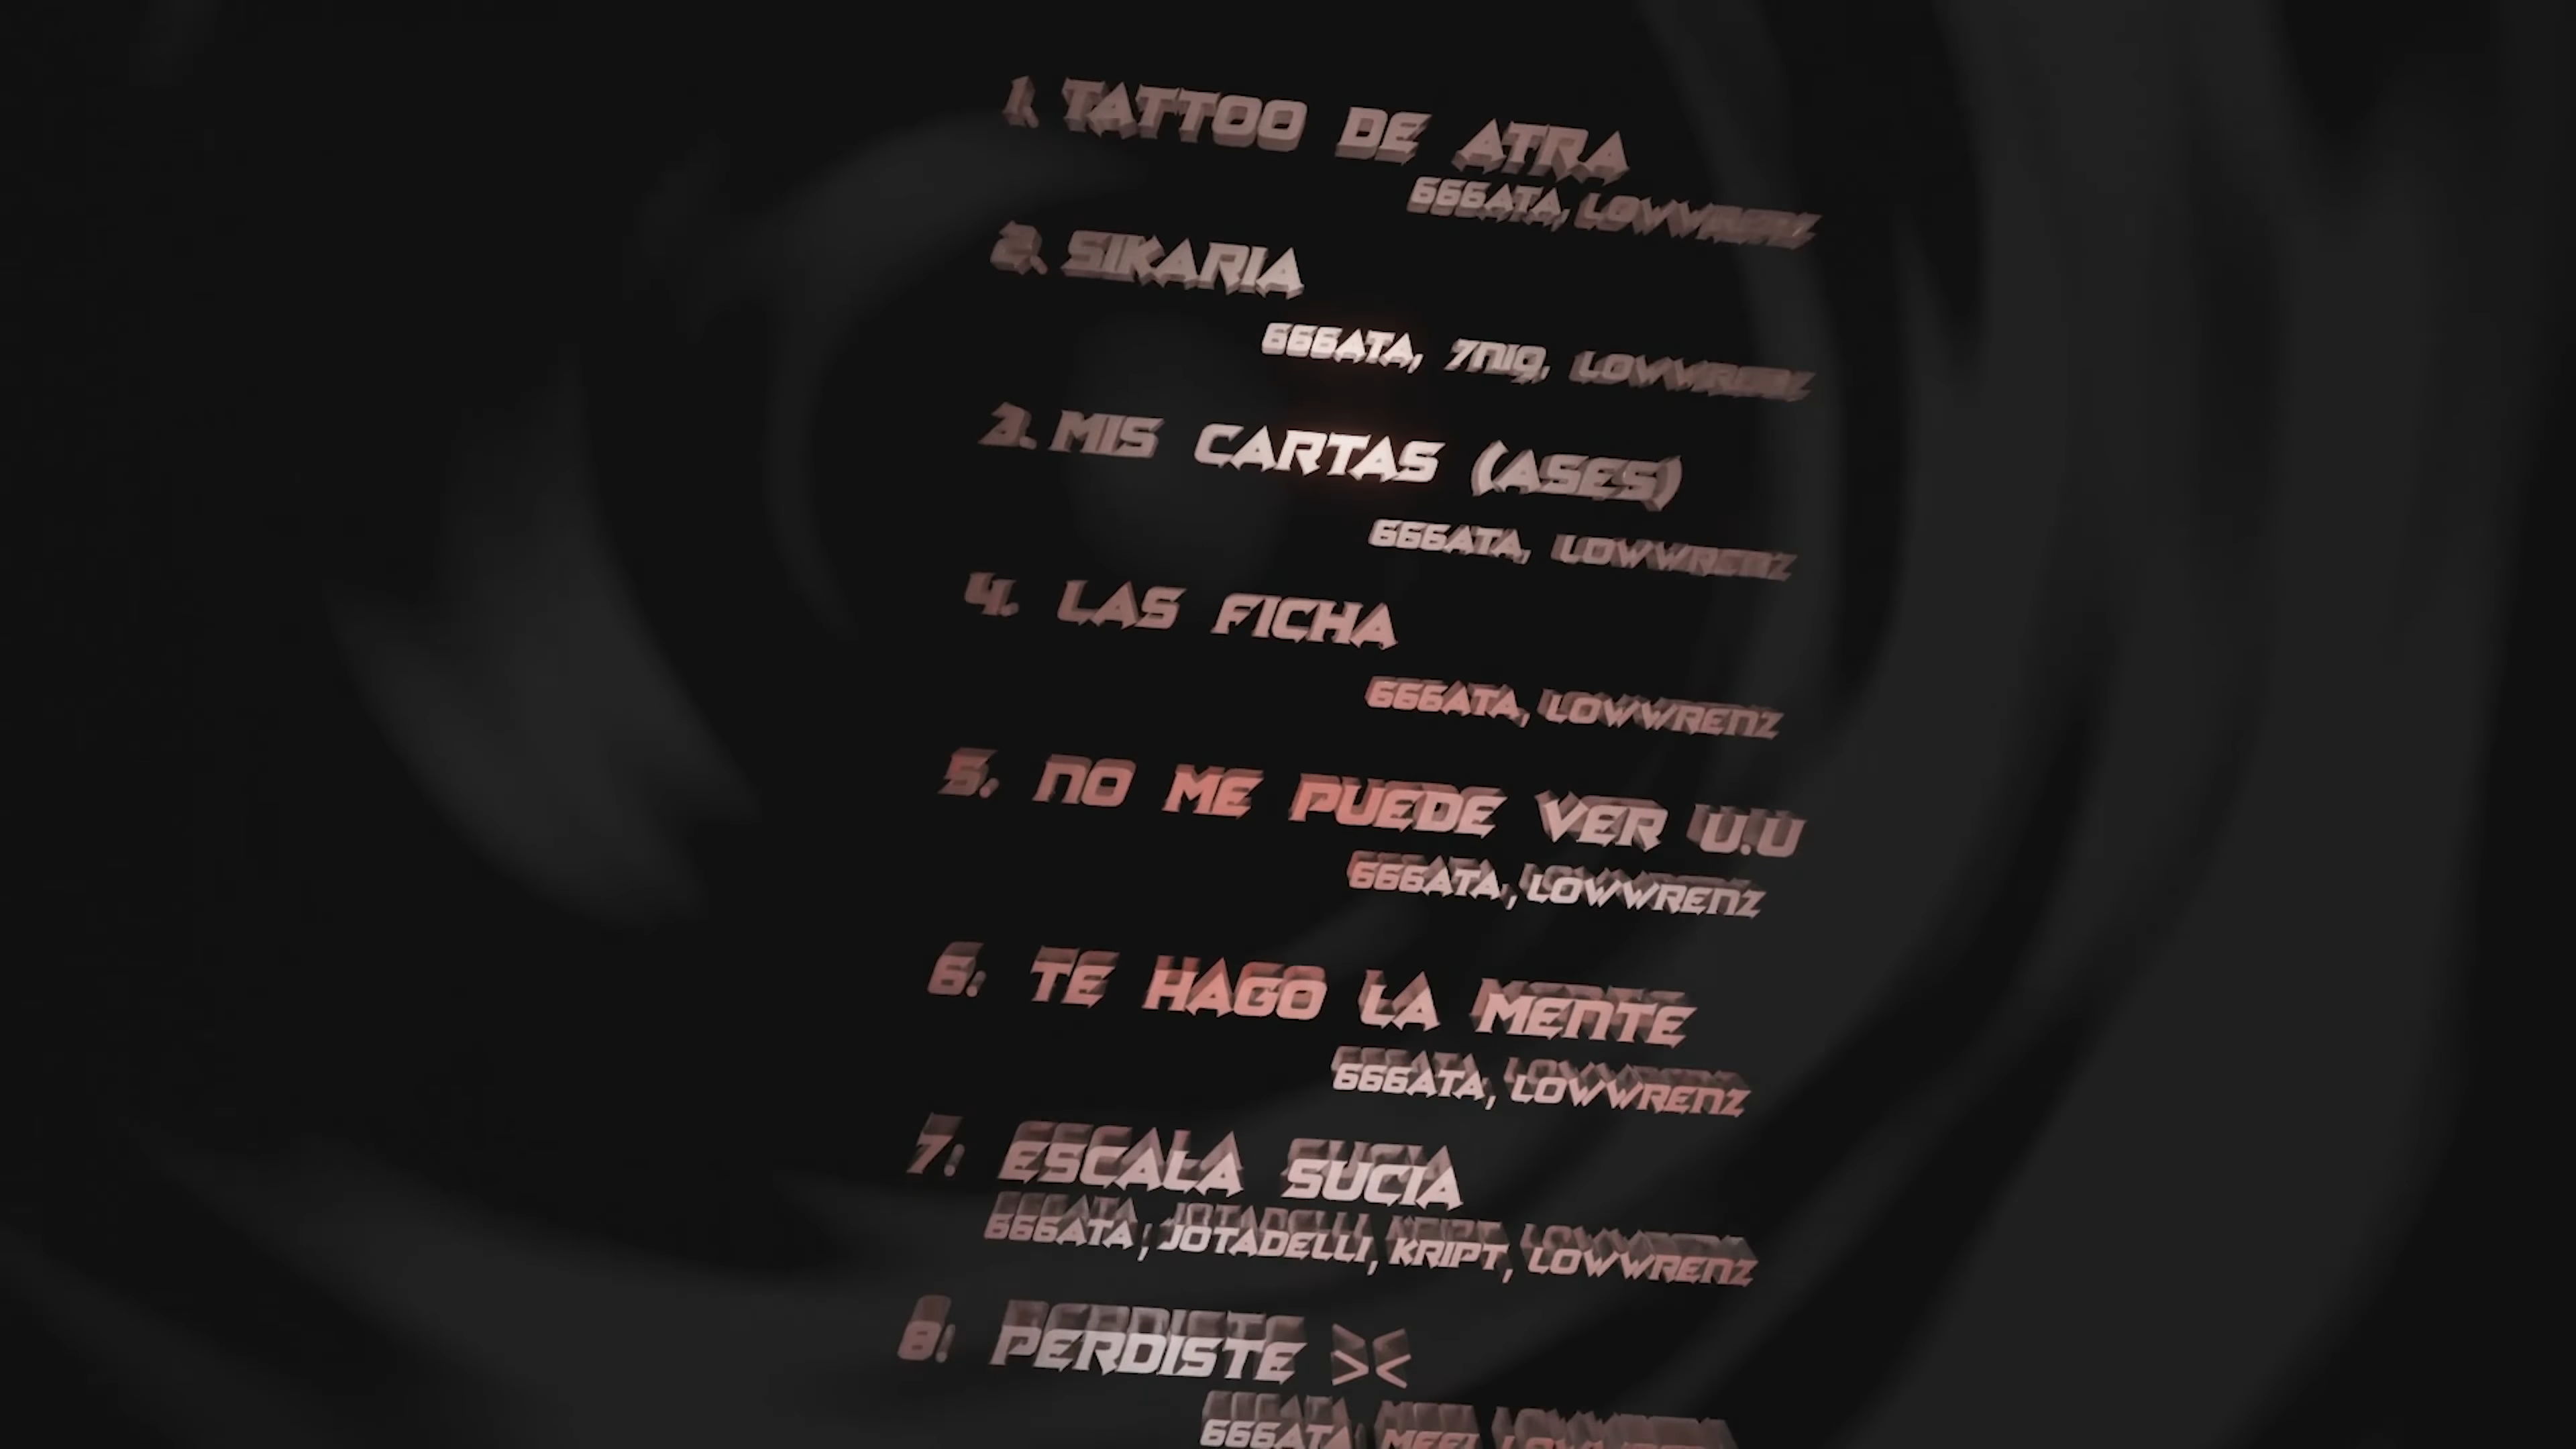 1. TATTOO DE ATRA
666ATA, LOWWRENZ
2. SIKARIA
666ATA, 7NIQ, LOWWRENZ
3. MIS CARTAS (ASES)
666ATA, LOWWRENZ
4. LAS FICHA
666ATA, LOWWRENZ
5. NO ME PUEDE VER U.U
666ATA, LOWWRENZ
6. TE HAGO LA MENTE
666ATA, LOWWRENZ
7. ESCALA SUCIA
666ATA, JOTADELLI, KRIPT, LOWWRENZ
8. PERDISTE ><
666ATA, LOWWRENZ